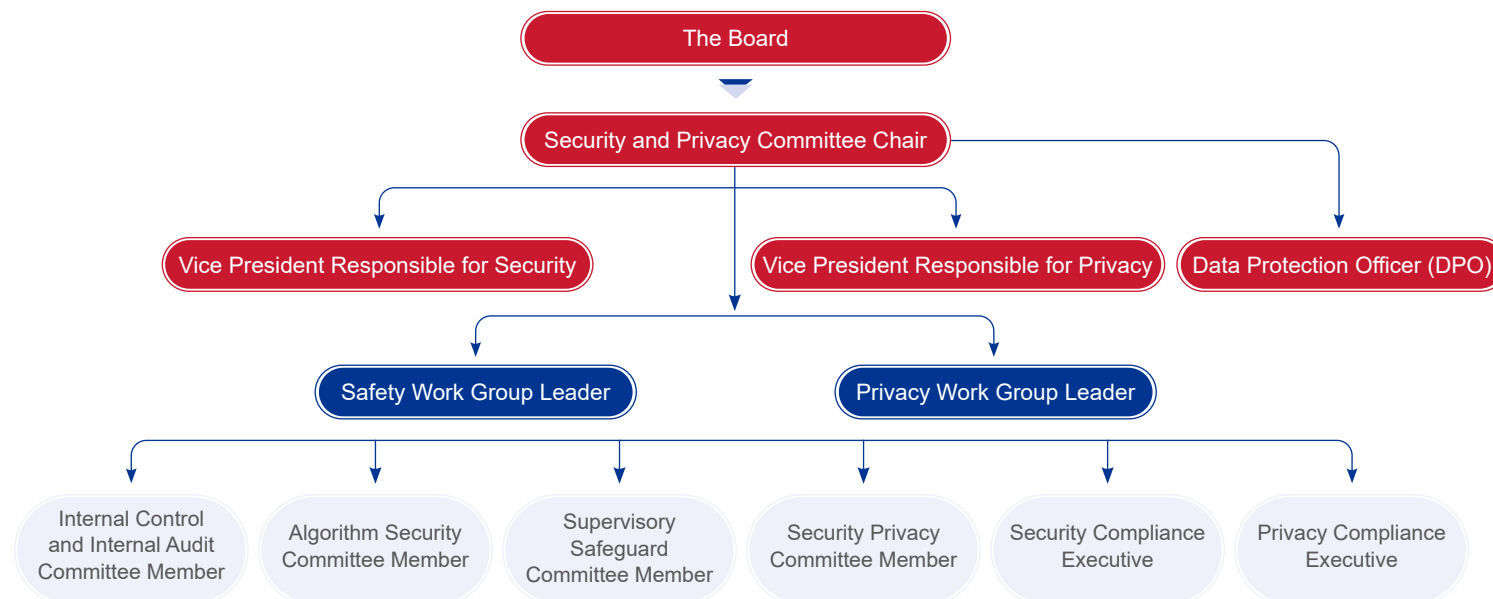 The Board
Security and Privacy Committee Chair
Vice President Responsible for Security
Vice President Responsible for Privacy
Data Protection Officer (DPO)
Safety Work Group Leader
Privacy Work Group Leader
Internal Control
and Internal Audit
Committee Member
Algorithm Security
Committee Member
Supervisory
Safeguard
Committee Member
Security Privacy
Committee Member
Security Compliance
Executive
Privacy Compliance
Executive